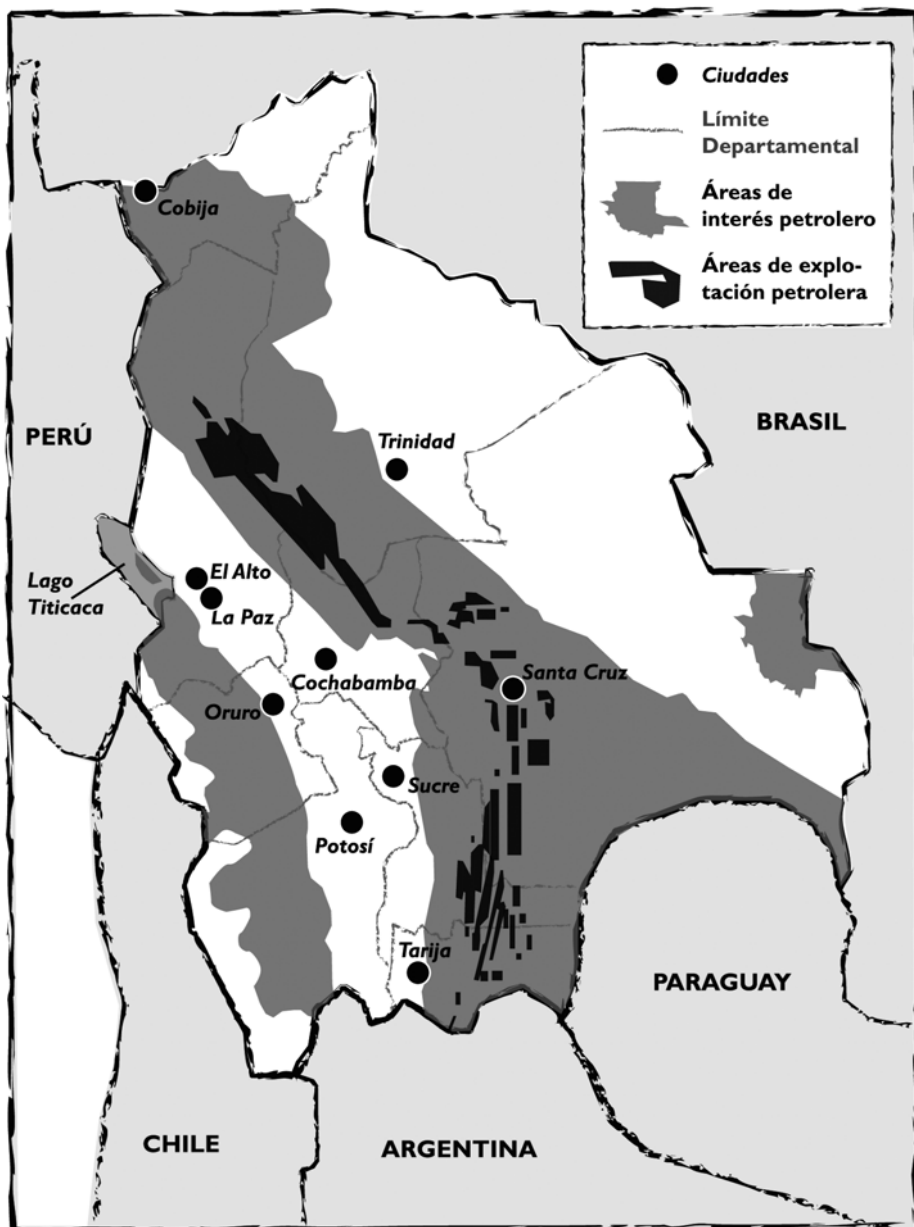 Ciudades
Límite
Departamental
Áreas de
interés petrolero
Áreas de explo-
tación petrolera
Cobija
BRASIL
PERÚ
Trinidad
El Alto
Lago
Titicaca
La Paz
Cochabamba
Santa Cruz
Oruro
Sucre
Potosí
Tarija
PARAGUAY
CHILE
ARGENTINA